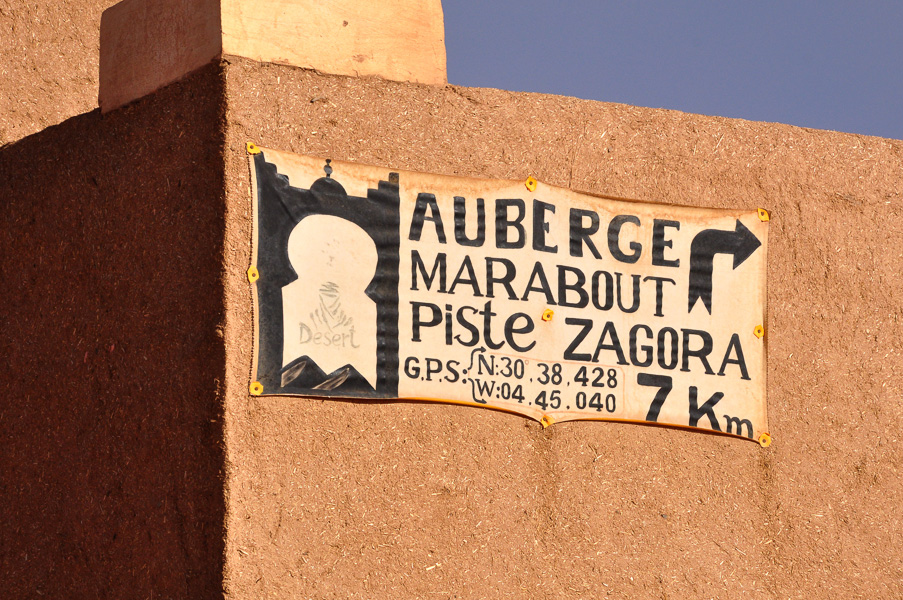 AUBERGE
MARABOUT
Piste ZAGORA
G.P.S.: N:30° 38.428
W:04.45.040
7 Km
Desert